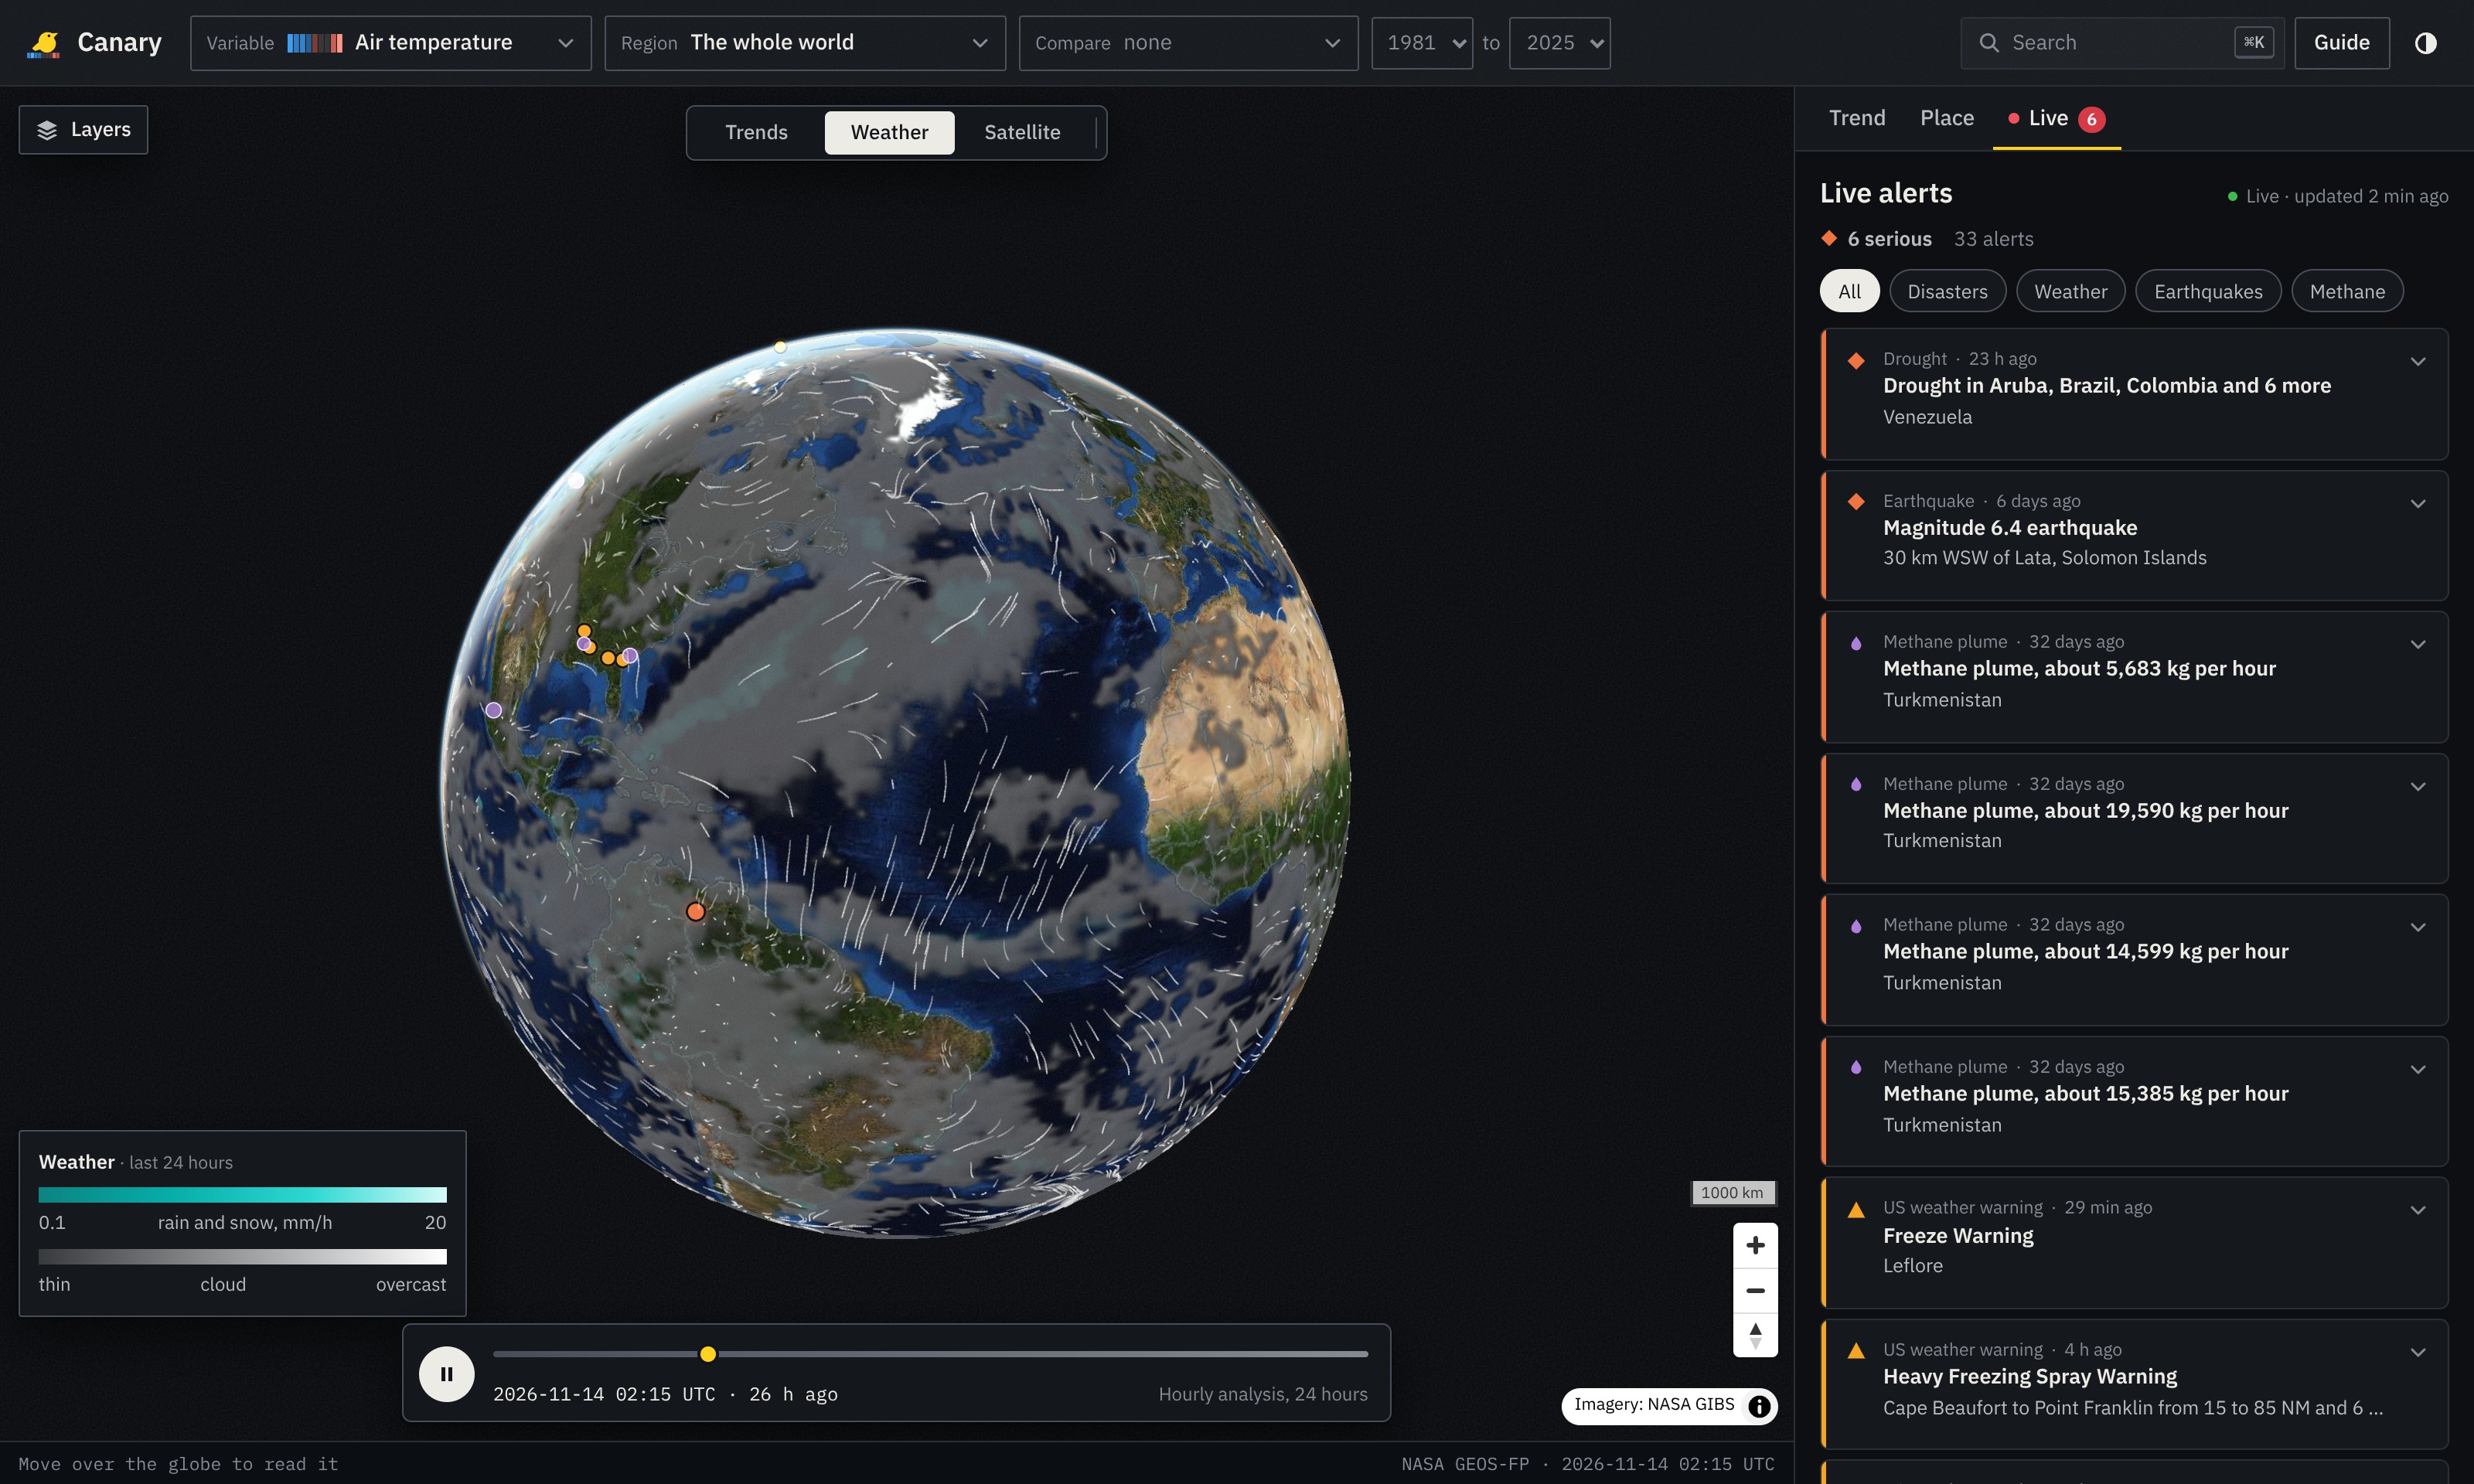 Canary
Variable Air temperature
Region The whole world
Compare none
1981 to 2025
Search ⌘K
Guide
Layers
Trends Weather Satellite
Trend Place Live 6
Live alerts
Live · updated 2 min ago
6 serious 33 alerts
All Disasters Weather Earthquakes Methane
Drought · 23 h ago
Drought in Aruba, Brazil, Colombia and 6 more
Venezuela
Earthquake · 6 days ago
Magnitude 6.4 earthquake
30 km WSW of Lata, Solomon Islands
Methane plume · 32 days ago
Methane plume, about 5,683 kg per hour
Turkmenistan
Methane plume · 32 days ago
Methane plume, about 19,590 kg per hour
Turkmenistan
Methane plume · 32 days ago
Methane plume, about 14,599 kg per hour
Turkmenistan
Methane plume · 32 days ago
Methane plume, about 15,385 kg per hour
Turkmenistan
US weather warning · 29 min ago
Freeze Warning
Leflore
US weather warning · 4 h ago
Heavy Freezing Spray Warning
Cape Beaufort to Point Franklin from 15 to 85 NM and 6 ...
Weather · last 24 hours
0.1 rain and snow, mm/h 20
thin cloud overcast
1000 km
2026-11-14 02:15 UTC · 26 h ago
Hourly analysis, 24 hours
Imagery: NASA GIBS
Move over the globe to read it
NASA GEOS-FP · 2026-11-14 02:15 UTC